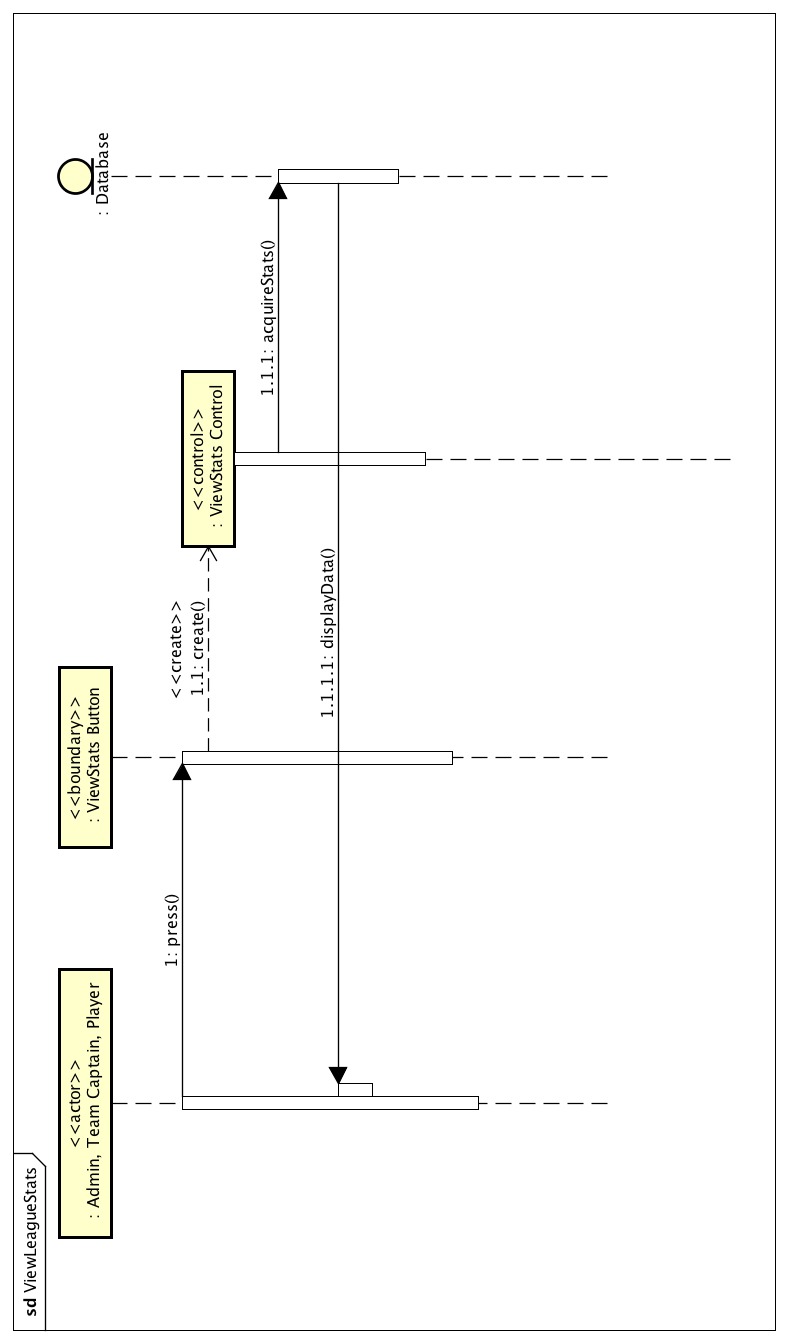 sd ViewLeagueStats
<<actor>>
: Admin, Team Captain, Player
<<boundary>>
: ViewStats Button
<<control>>
: ViewStats Control
: Database
1: press()
<<create>>
1.1: create()
1.1.1: acquireStats()
1.1.1.1: displayData()